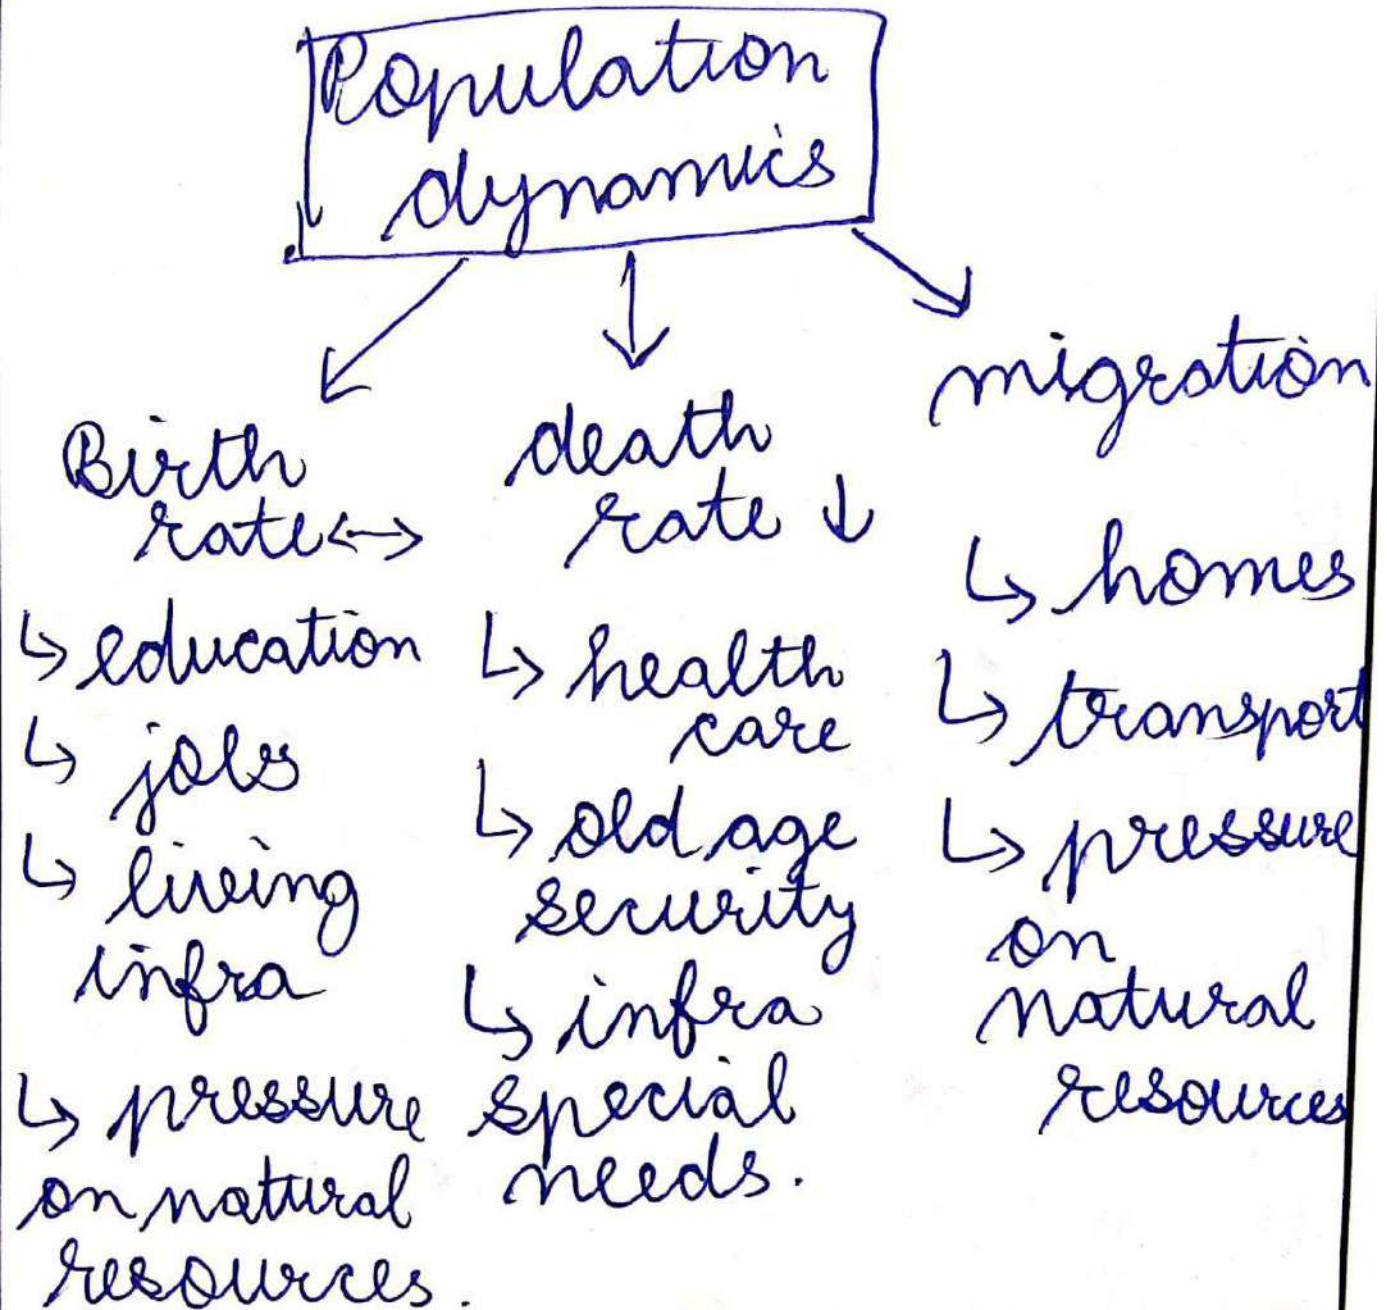 Population
dynamics
Birth
rate ↔
↳ education
↳ jobs
↳ living
infra
↳ pressure
on natural
resources.
death
rate ↓
↳ health
care
↳ old age
security
↳ infra
special
needs.
migration
↳ homes
↳ transport
↳ pressure
on
natural
resources